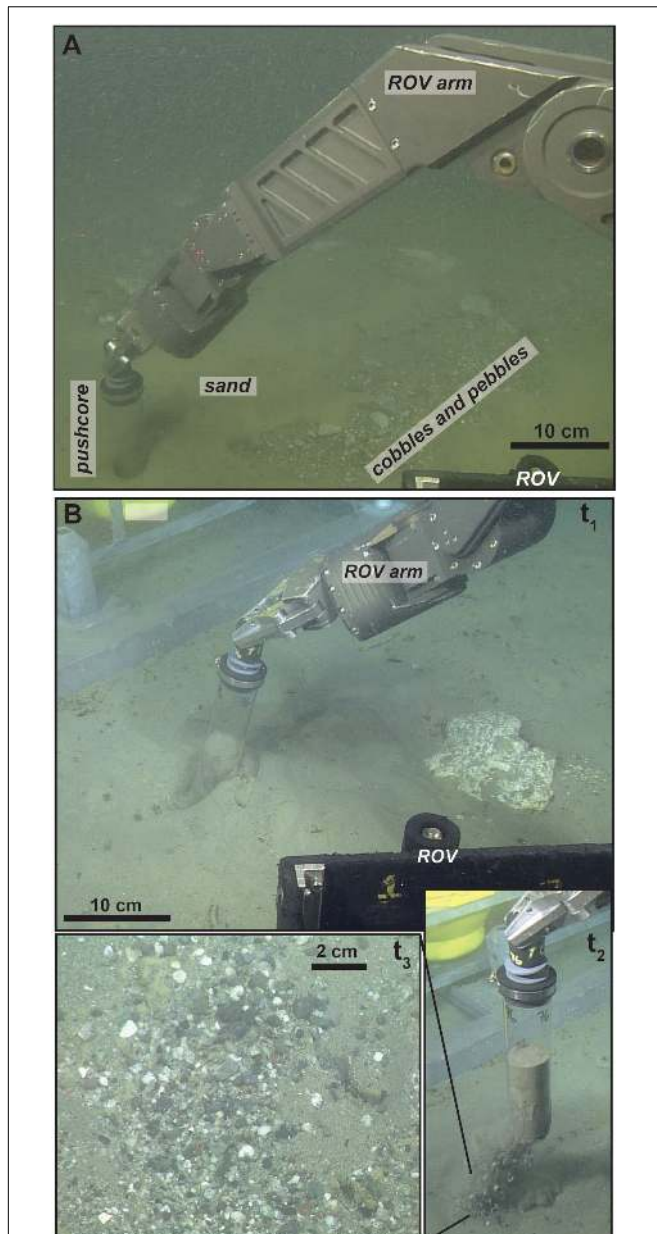 A
ROV arm
pushcore
sand
cobbles and pebbles
10 cm
ROV
B
t1
ROV arm
ROV
10 cm
t3
2 cm
t2